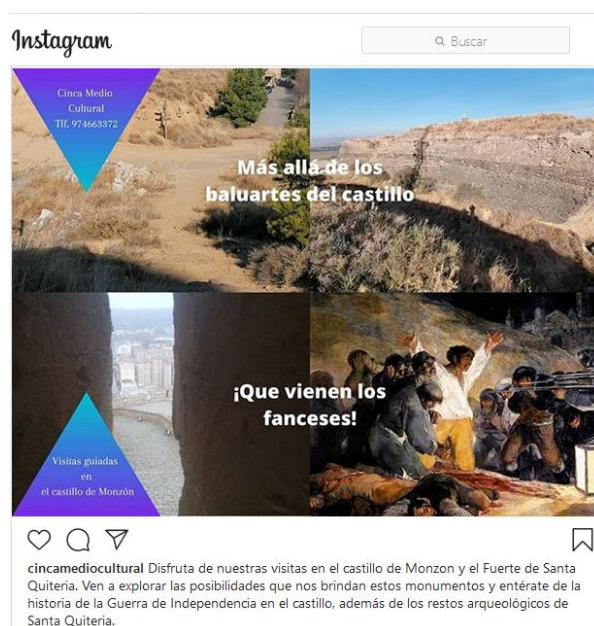 Instagram
Buscar
Cinca Medio
Cultural
Tlf. 974663372
Más allá de los
baluartes del castillo
¡Que vienen los
fanceses!
Visitas guiadas
en
el castillo de Monzón
cincamediocultural Disfruta de nuestras visitas en el castillo de Monzon y el Fuerte de Santa
Quiteria. Ven a explorar las posibilidades que nos brindan estos monumentos y entérate de la
historia de la Guerra de Independencia en el castillo, además de los restos arqueológicos de
Santa Quiteria.